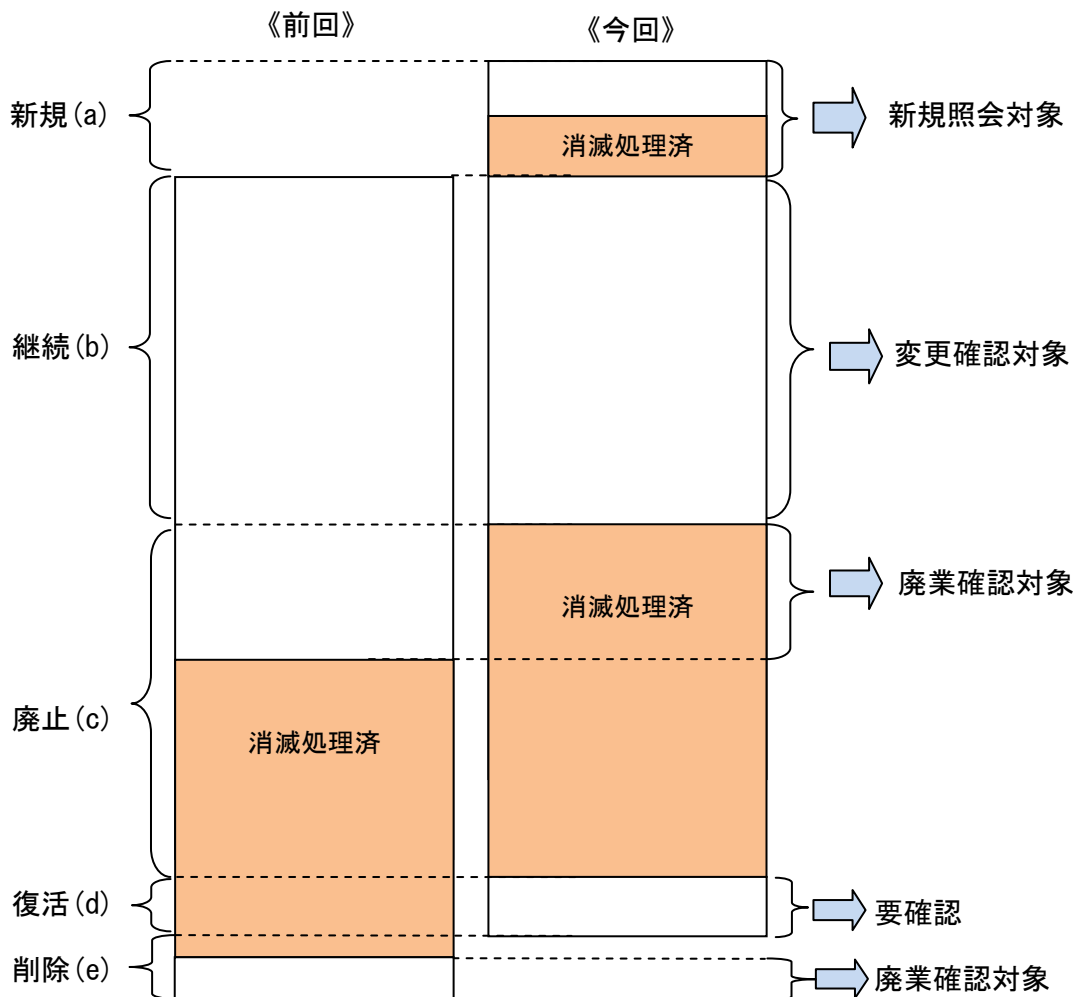 《前回》
《今回》
新規(a)
消滅処理済
新規照会対象
継続(b)
変更確認対象
消滅処理済
廃業確認対象
廃止(c)
消滅処理済
復活(d)
要確認
削除(e)
廃業確認対象